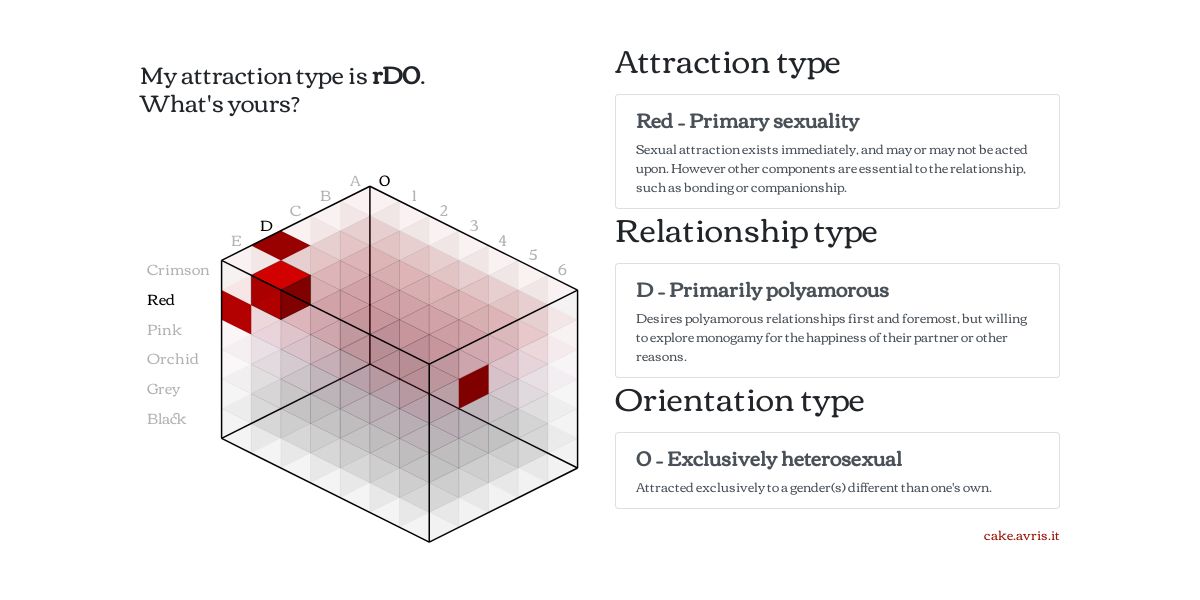 My attraction type is rDO.
What's yours?
A O
B 1
C 2
D 3
E 4
5
6
Crimson
Red
Pink
Orchid
Grey
Black
Attraction type
Red - Primary sexuality
Sexual attraction exists immediately, and may or may not be acted
upon. However other components are essential to the relationship,
such as bonding or companionship.
Relationship type
D - Primarily polyamorous
Desires polyamorous relationships first and foremost, but willing
to explore monogamy for the happiness of their partner or other
reasons.
Orientation type
O - Exclusively heterosexual
Attracted exclusively to a gender(s) different than one's own.
cake.avris.it